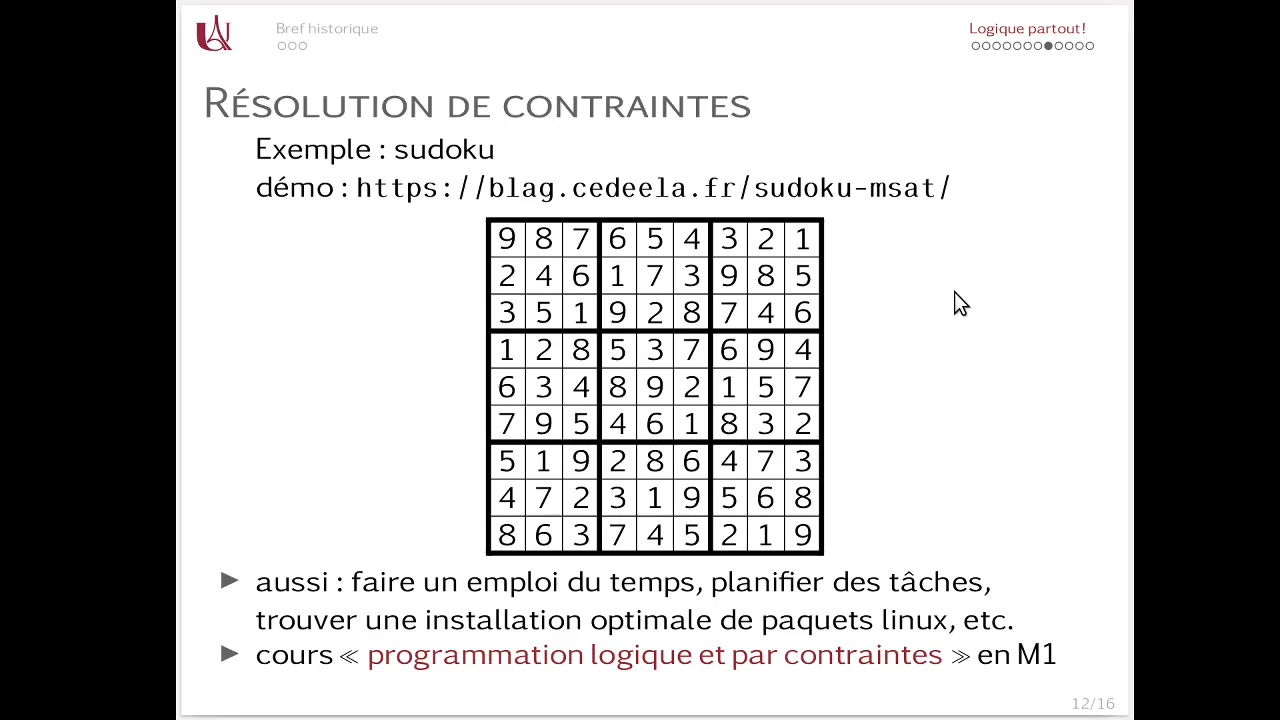 Bref historique
Logique partout!
RÉSOLUTION DE CONTRAINTES
Exemple : sudoku
démo : https://blag.cedeela.fr/sudoku-msat/
9 8 7 6 5 4 3 2 1
2 4 6 1 7 3 9 8 5
3 5 1 9 2 8 7 4 6
1 2 8 5 3 7 6 9 4
6 3 4 8 9 2 1 5 7
7 9 5 4 6 1 8 3 2
5 1 9 2 8 6 4 7 3
4 7 2 3 1 9 5 6 8
8 6 3 7 4 5 2 1 9
aussi : faire un emploi du temps, planifier des tâches,
trouver une installation optimale de paquets linux, etc.
cours « programmation logique et par contraintes » en M1
12/16